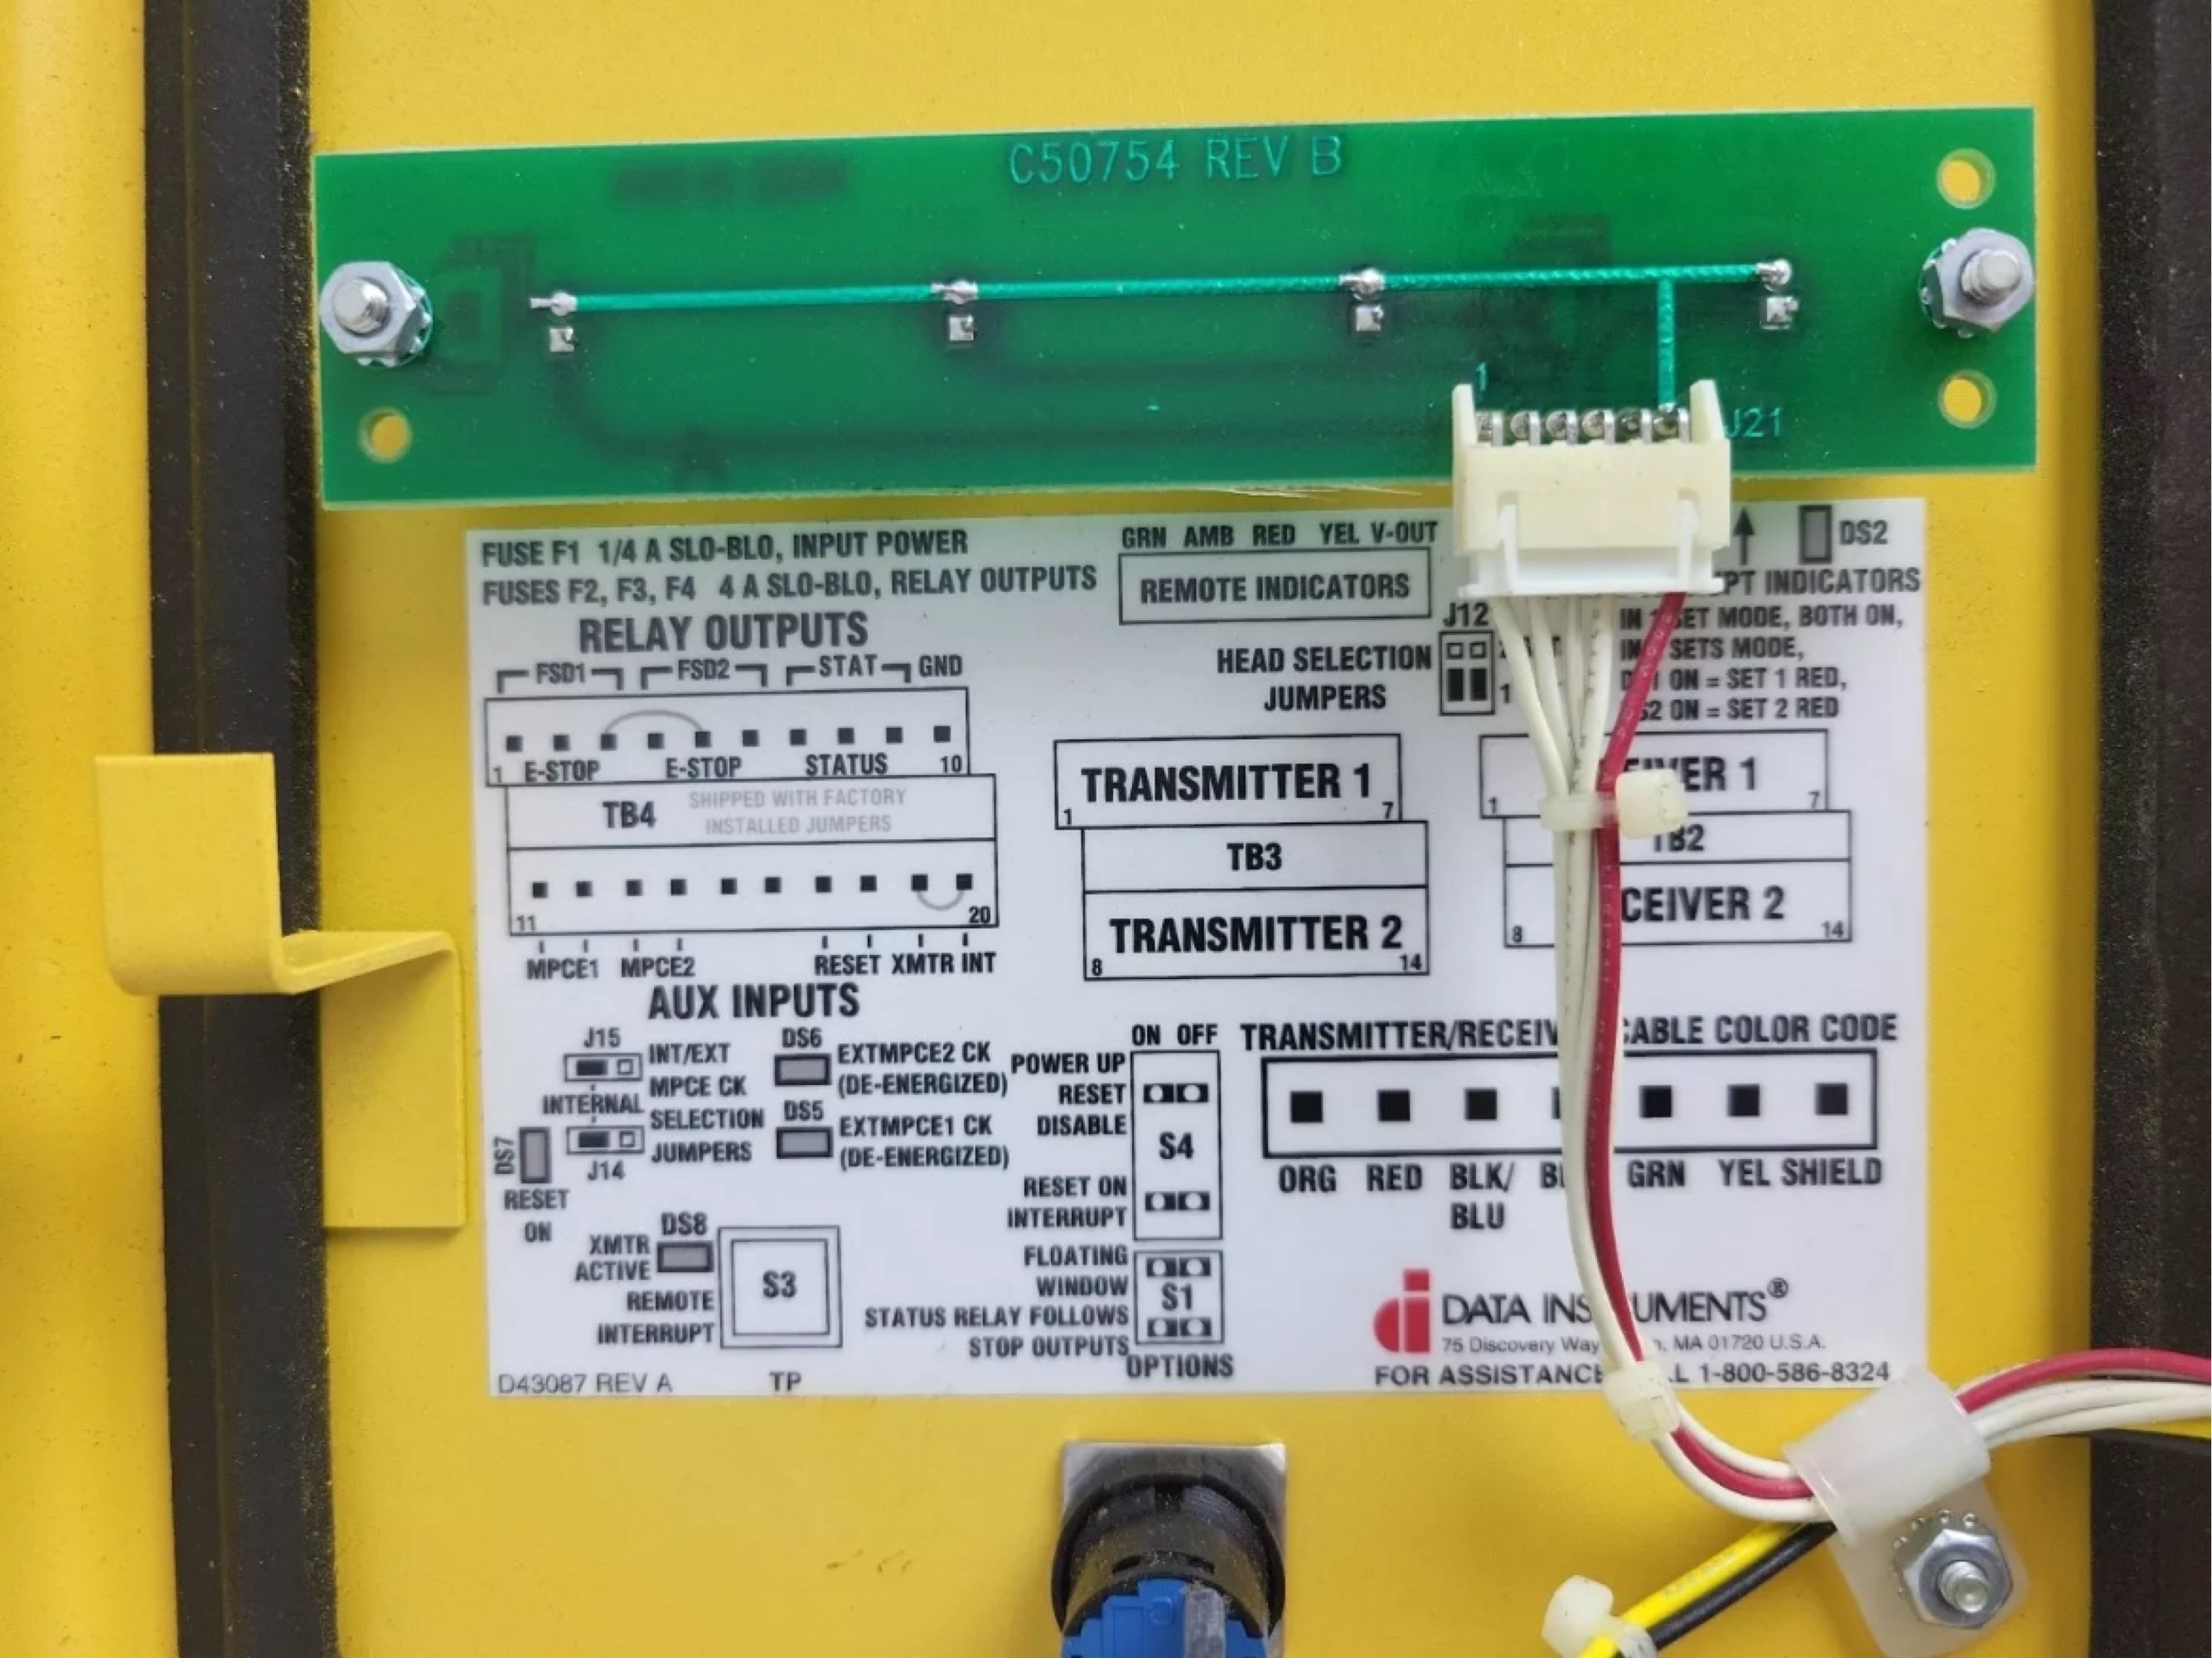 C50754 REV B
1
J21
FUSE F1 1/4 A SLO-BLO, INPUT POWER
FUSES F2, F3, F4 4 A SLO-BLO, RELAY OUTPUTS
GRN AMB RED YEL V-OUT
REMOTE INDICATORS
DS2
INDICATORS
RELAY OUTPUTS
FSD1 FSD2 STAT GND
1 E-STOP E-STOP STATUS 10
TB4 SHIPPED WITH FACTORY
INSTALLED JUMPERS
11 20
MPCE1 MPCE2 RESET XMTR INT
AUX INPUTS
J12
HEAD SELECTION
JUMPERS
1
IN SET MODE, BOTH ON,
IN SETS MODE,
ON = SET 1 RED,
ON = SET 2 RED
TRANSMITTER 1
1 7
TB3
TRANSMITTER 2
8 14
1 7
TB2
8 14
J15
INT/EXT
MPCE CK
INTERNAL
SELECTION
JUMPERS
J14
DS7
RESET
ON
DS6
EXTMPCE2 CK
(DE-ENERGIZED)
DS5
EXTMPCE1 CK
(DE-ENERGIZED)
DS8
XMTR
ACTIVE
REMOTE
INTERRUPT
S3
ON OFF
POWER UP
RESET
DISABLE
S4
RESET ON
INTERRUPT
FLOATING
WINDOW
S1
STATUS RELAY FOLLOWS
STOP OUTPUTS
OPTIONS
TRANSMITTER/RECEIV CABLE COLOR CODE
ORG RED BLK/ GRN YEL SHIELD
BLU
di DATA INSTRUMENTS®
75 Discovery Way MA 01720 U.S.A.
FOR ASSISTANCE 1-800-586-8324
D43087 REV A TP